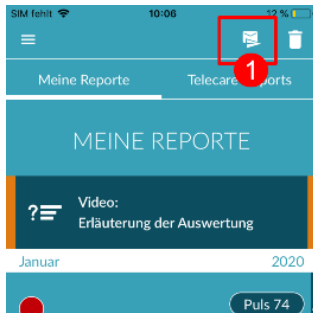 SIM fehlt 10:06 12 %
1
Meine Reporte Telecare Reports
MEINE REPORTE
Video:
?
Erläuterung der Auswertung
Januar 2020
Puls 74